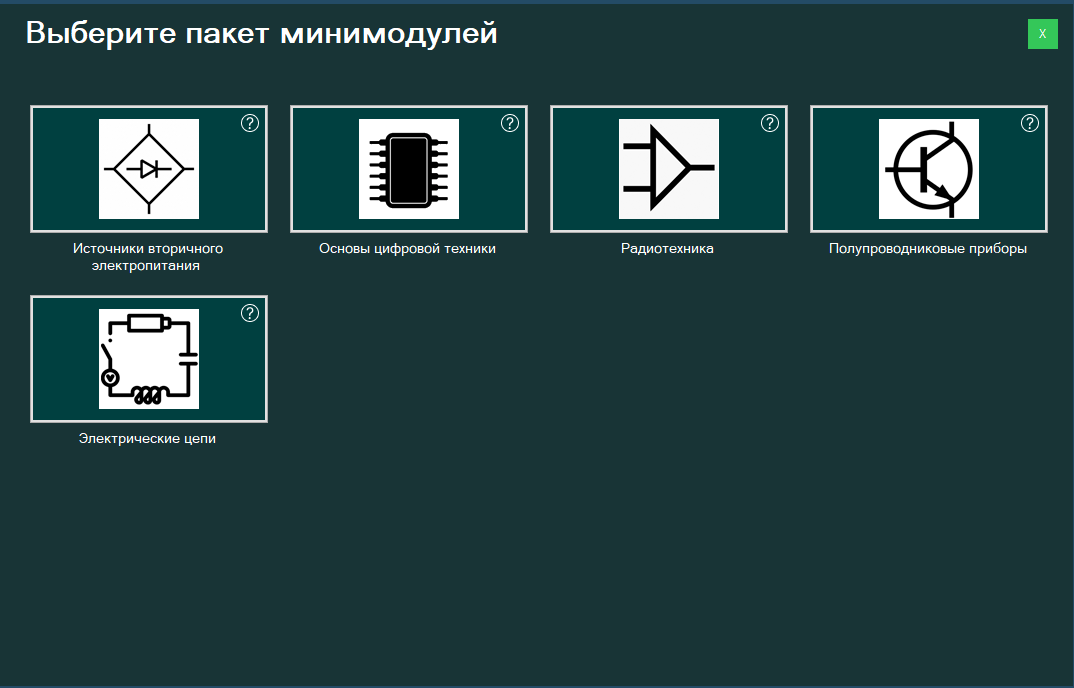 Выберите пакет минимодулей
X
?
?
?
?
Источники вторичного
электропитания
Основы цифровой техники
Радиотехника
Полупроводниковые приборы
?
Электрические цепи